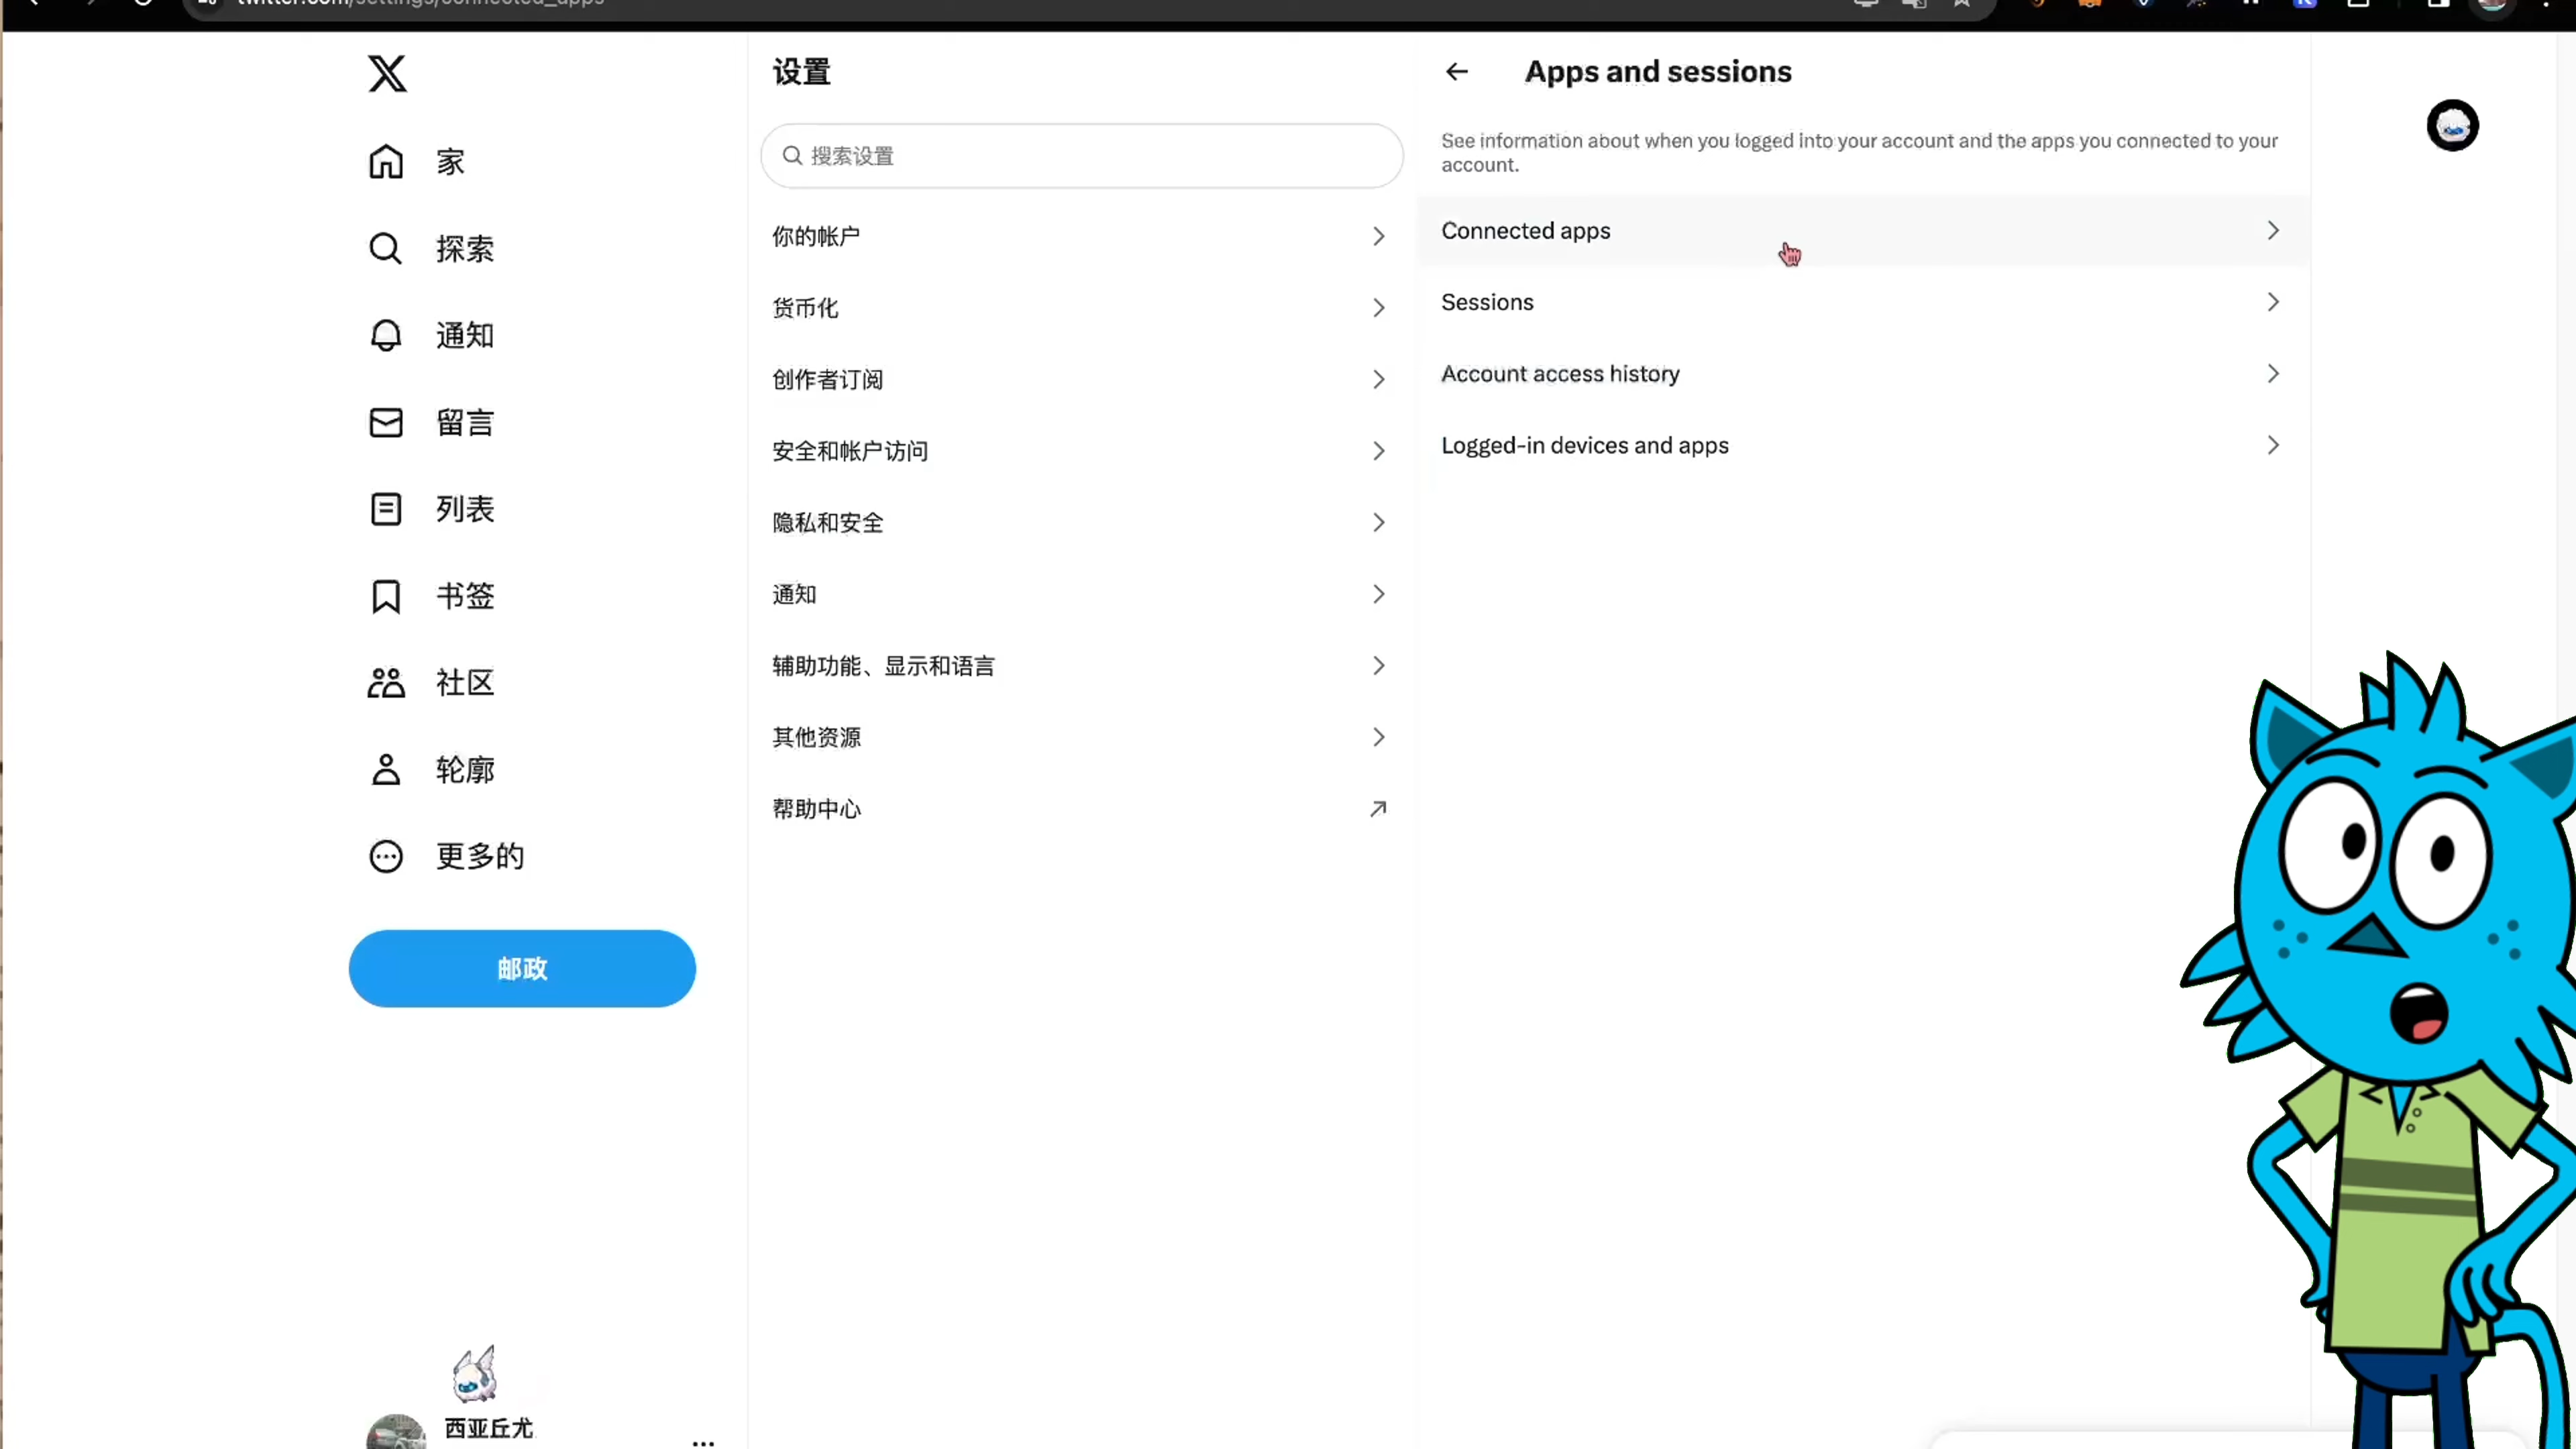 twitter.com/settings/connected_apps
家
探索
通知
留言
列表
书签
社区
轮廓
更多的
邮政
西亚丘尤
设置
搜索设置
你的帐户
货币化
创作者订阅
安全和帐户访问
隐私和安全
通知
辅助功能、显示和语言
其他资源
帮助中心
Apps and sessions
See information about when you logged into your account and the apps you connected to your
account.
Connected apps
Sessions
Account access history
Logged-in devices and apps